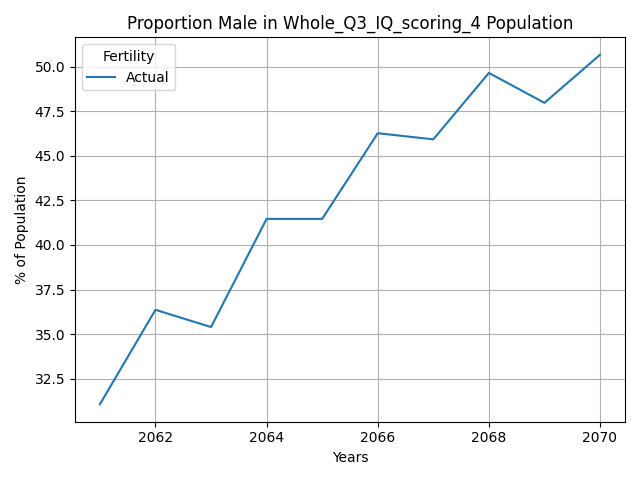 Proportion Male in Whole_Q3_IQ_scoring_4 Population
Fertility
Actual
% of Population
50.0
47.5
45.0
42.5
40.0
37.5
35.0
32.5
2062 2064 2066 2068 2070
Years